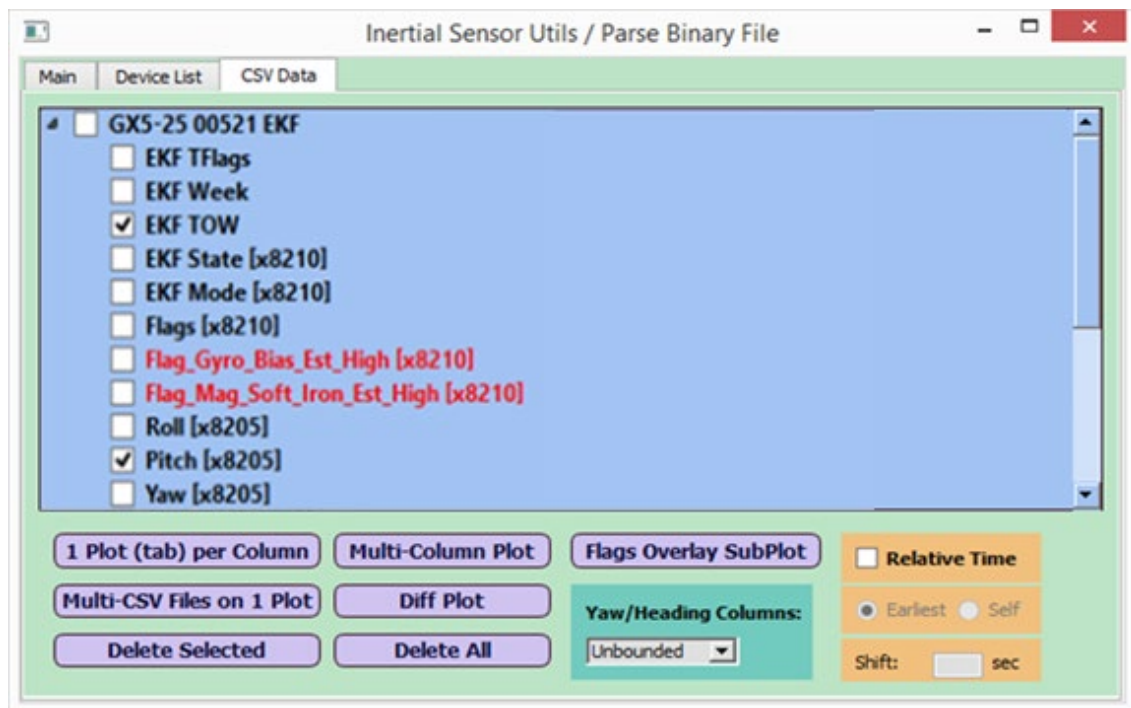 Inertial Sensor Utils / Parse Binary File
Main Device List CSV Data
GX5-25 00521 EKF
EKF TFlags
EKF Week
EKF TOW
EKF State [x8210]
EKF Mode [x8210]
Flags [x8210]
Flag_Gyro_Bias_Est_High [x8210]
Flag_Mag_Soft_Iron_Est_High [x8210]
Roll [x8205]
Pitch [x8205]
Yaw [x8205]
1 Plot (tab) per Column Multi-Column Plot Flags Overlay SubPlot Relative Time
Multi-CSV Files on 1 Plot Diff Plot Yaw/Heading Columns: Earliest Self
Delete Selected Delete All Unbounded Shift: sec